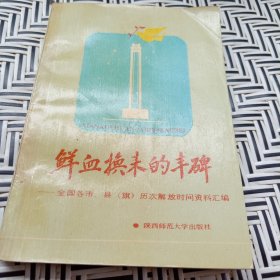 鲜血换来的丰碑
——全国各市、县(旗)历次解放时间资料汇编
●陕西师范大学出版社